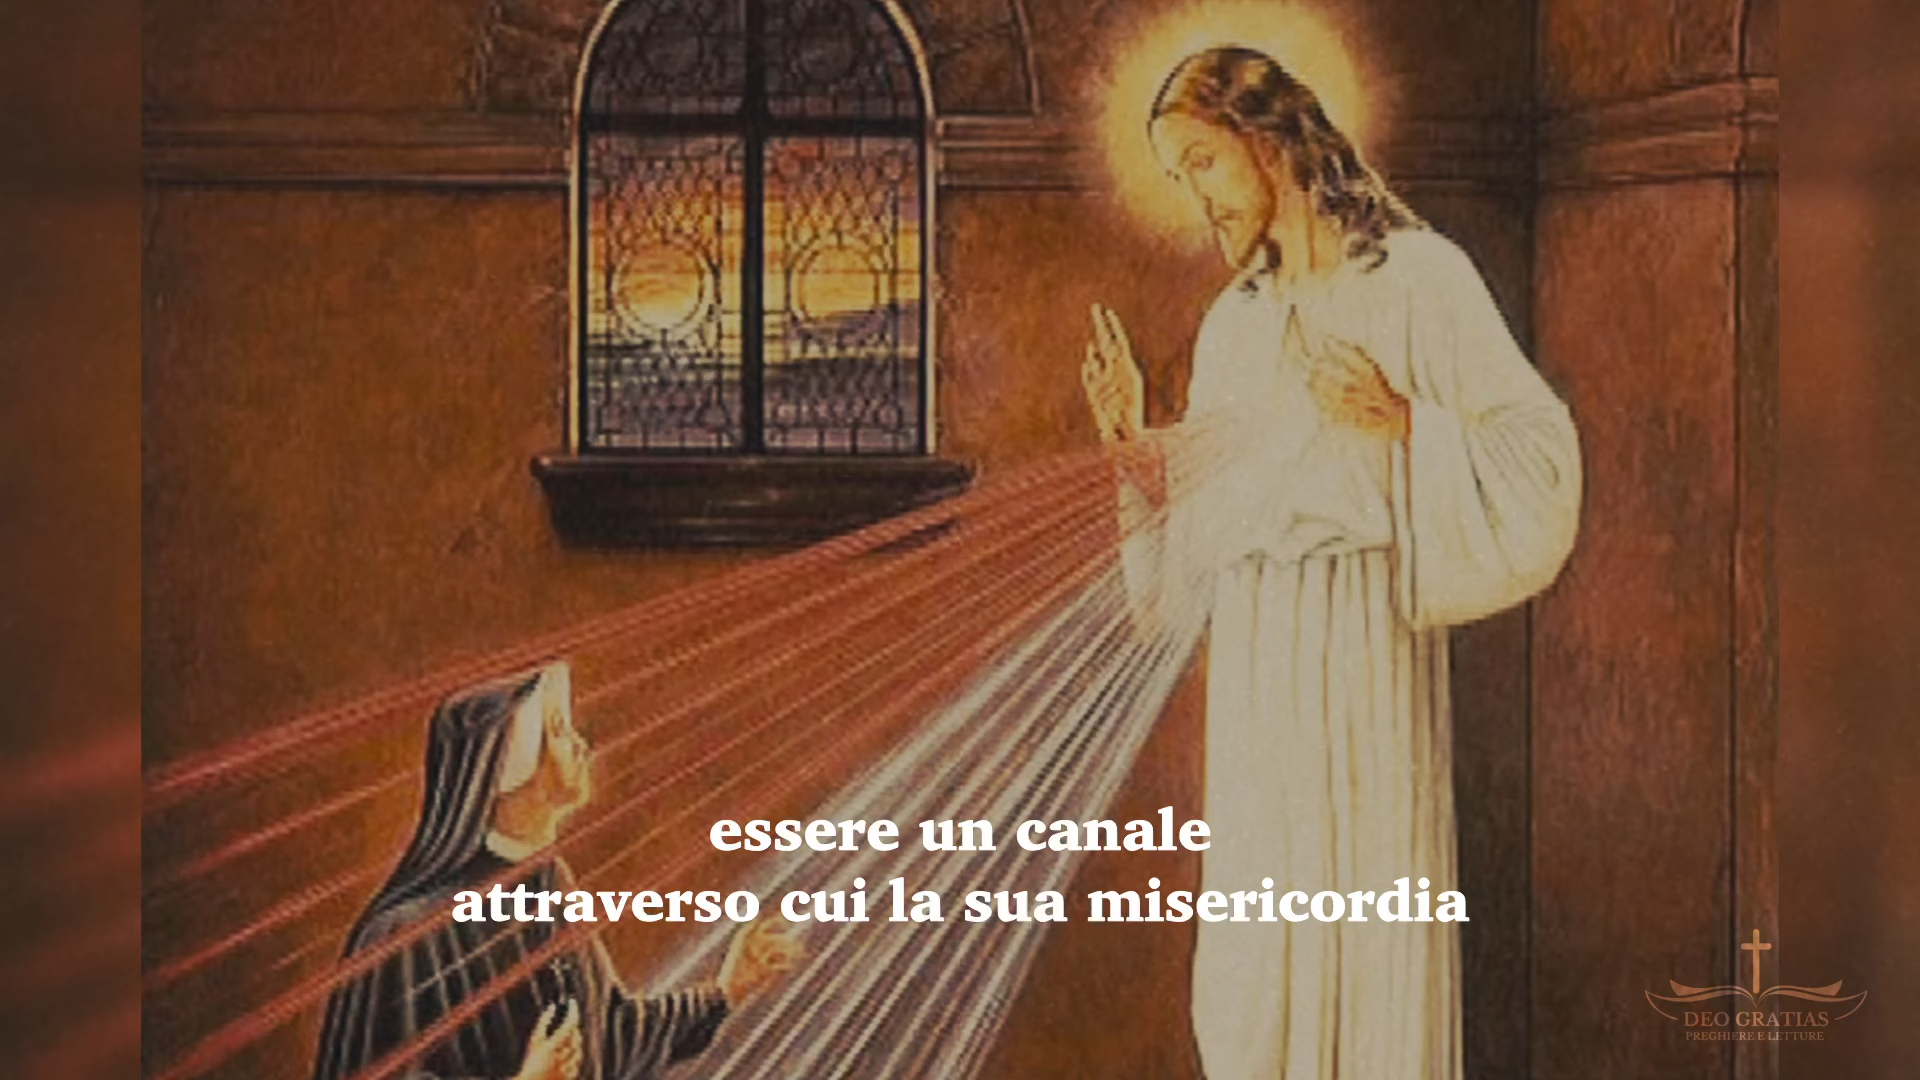 essere un canale
attraverso cui la sua misericordia
DEO GRATIAS
PREGHIERE E LETTURE